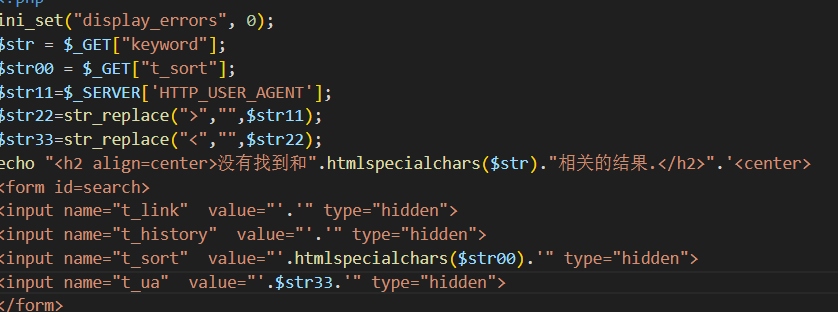 <?php
ini_set("display_errors", 0);
$str = $_GET["keyword"];
$str00 = $_GET["t_sort"];
$str11=$_SERVER['HTTP_USER_AGENT'];
$str22=str_replace(">","",$str11);
$str33=str_replace("<","",$str22);
echo "<h2 align=center>没有找到和".htmlspecialchars($str)."相关的结果.</h2>".'<center>
<form id=search>
<input name="t_link"  value="'.'" type="hidden">
<input name="t_history"  value="'.'" type="hidden">
<input name="t_sort"  value="'.htmlspecialchars($str00).'" type="hidden">
<input name="t_ua"  value="'.$str33.'" type="hidden">
</form>